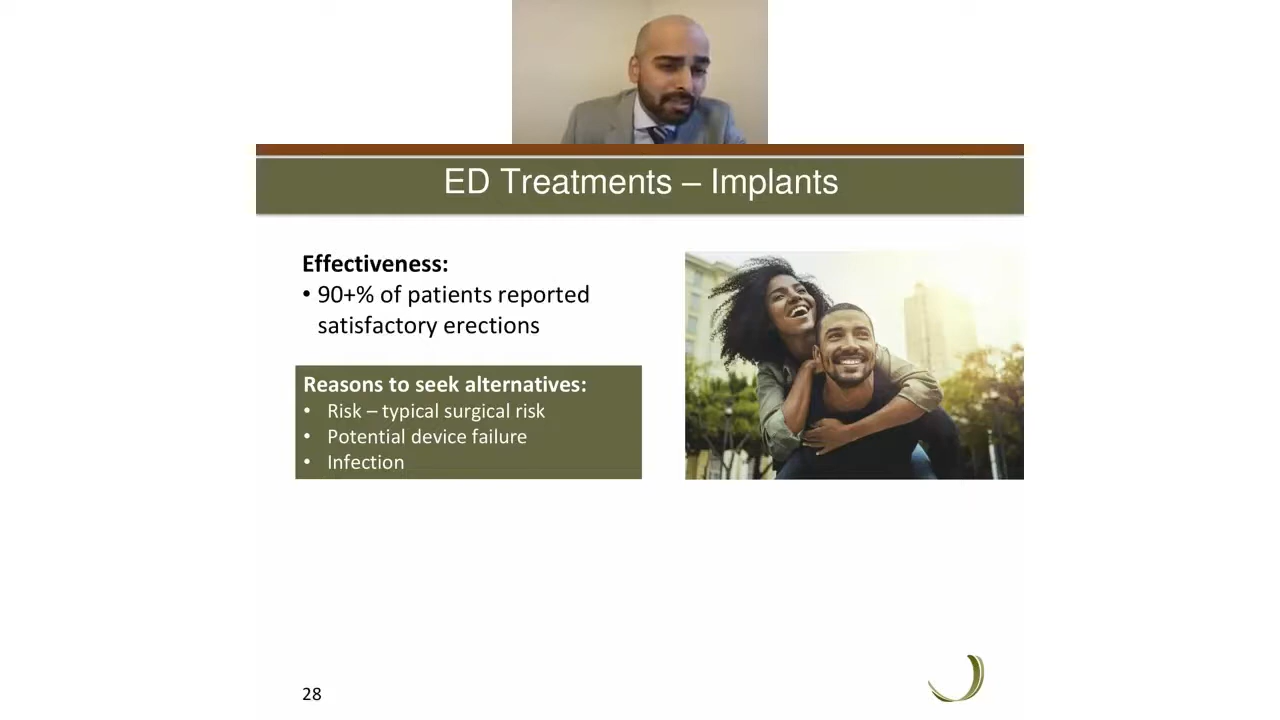 ED Treatments – Implants
Effectiveness:
• 90+% of patients reported
satisfactory erections
Reasons to seek alternatives:
• Risk – typical surgical risk
• Potential device failure
• Infection
28